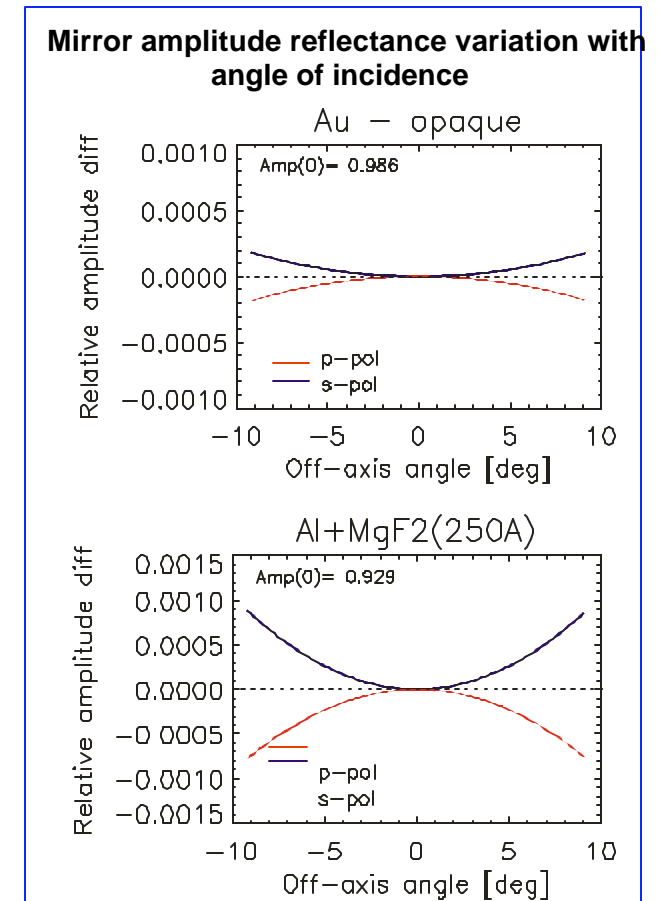 Mirror amplitude reflectance variation with
angle of incidence
Au – opaque
Amp(0)= 0.986
Relative amplitude diff
0.0010
0.0005
0.0000
−0.0005
−0.0010
p–pol
s–pol
−10 −5 0 5 10
Off–axis angle [deg]
Al+MgF2(250A)
Amp(0)= 0.929
Relative amplitude diff
0.0015
0.0010
0.0005
0.0000
−0.0005
−0.0010
−0.0015
p–pol
s–pol
−10 −5 0 5 10
Off–axis angle [deg]